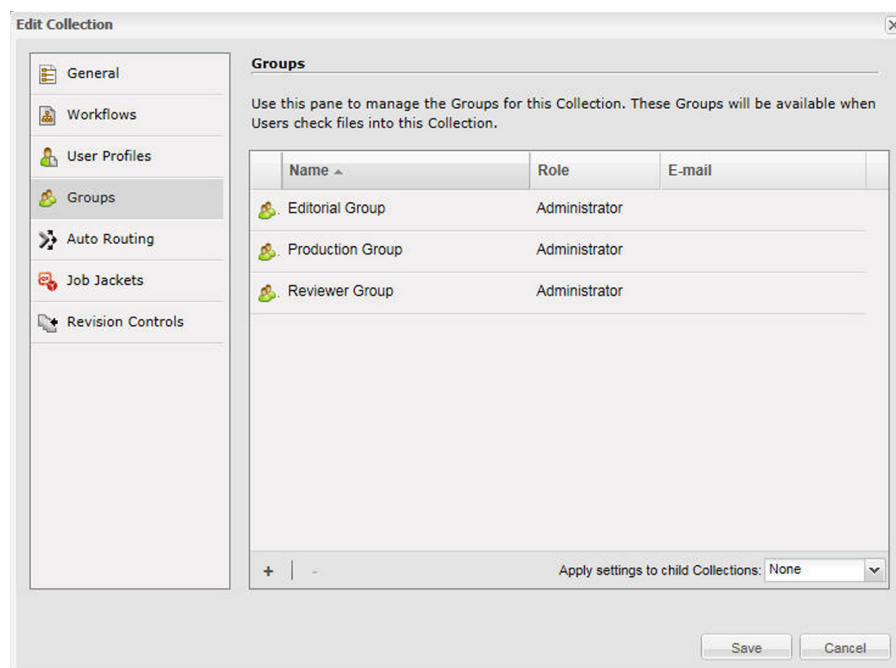 Edit Collection
General
Workflows
User Profiles
Groups
Auto Routing
Job Jackets
Revision Controls
Groups
Use this pane to manage the Groups for this Collection. These Groups will be available when
Users check files into this Collection.
Name Role E-mail
Editorial Group Administrator
Production Group Administrator
Reviewer Group Administrator
+ | - Apply settings to child Collections: None
Save Cancel